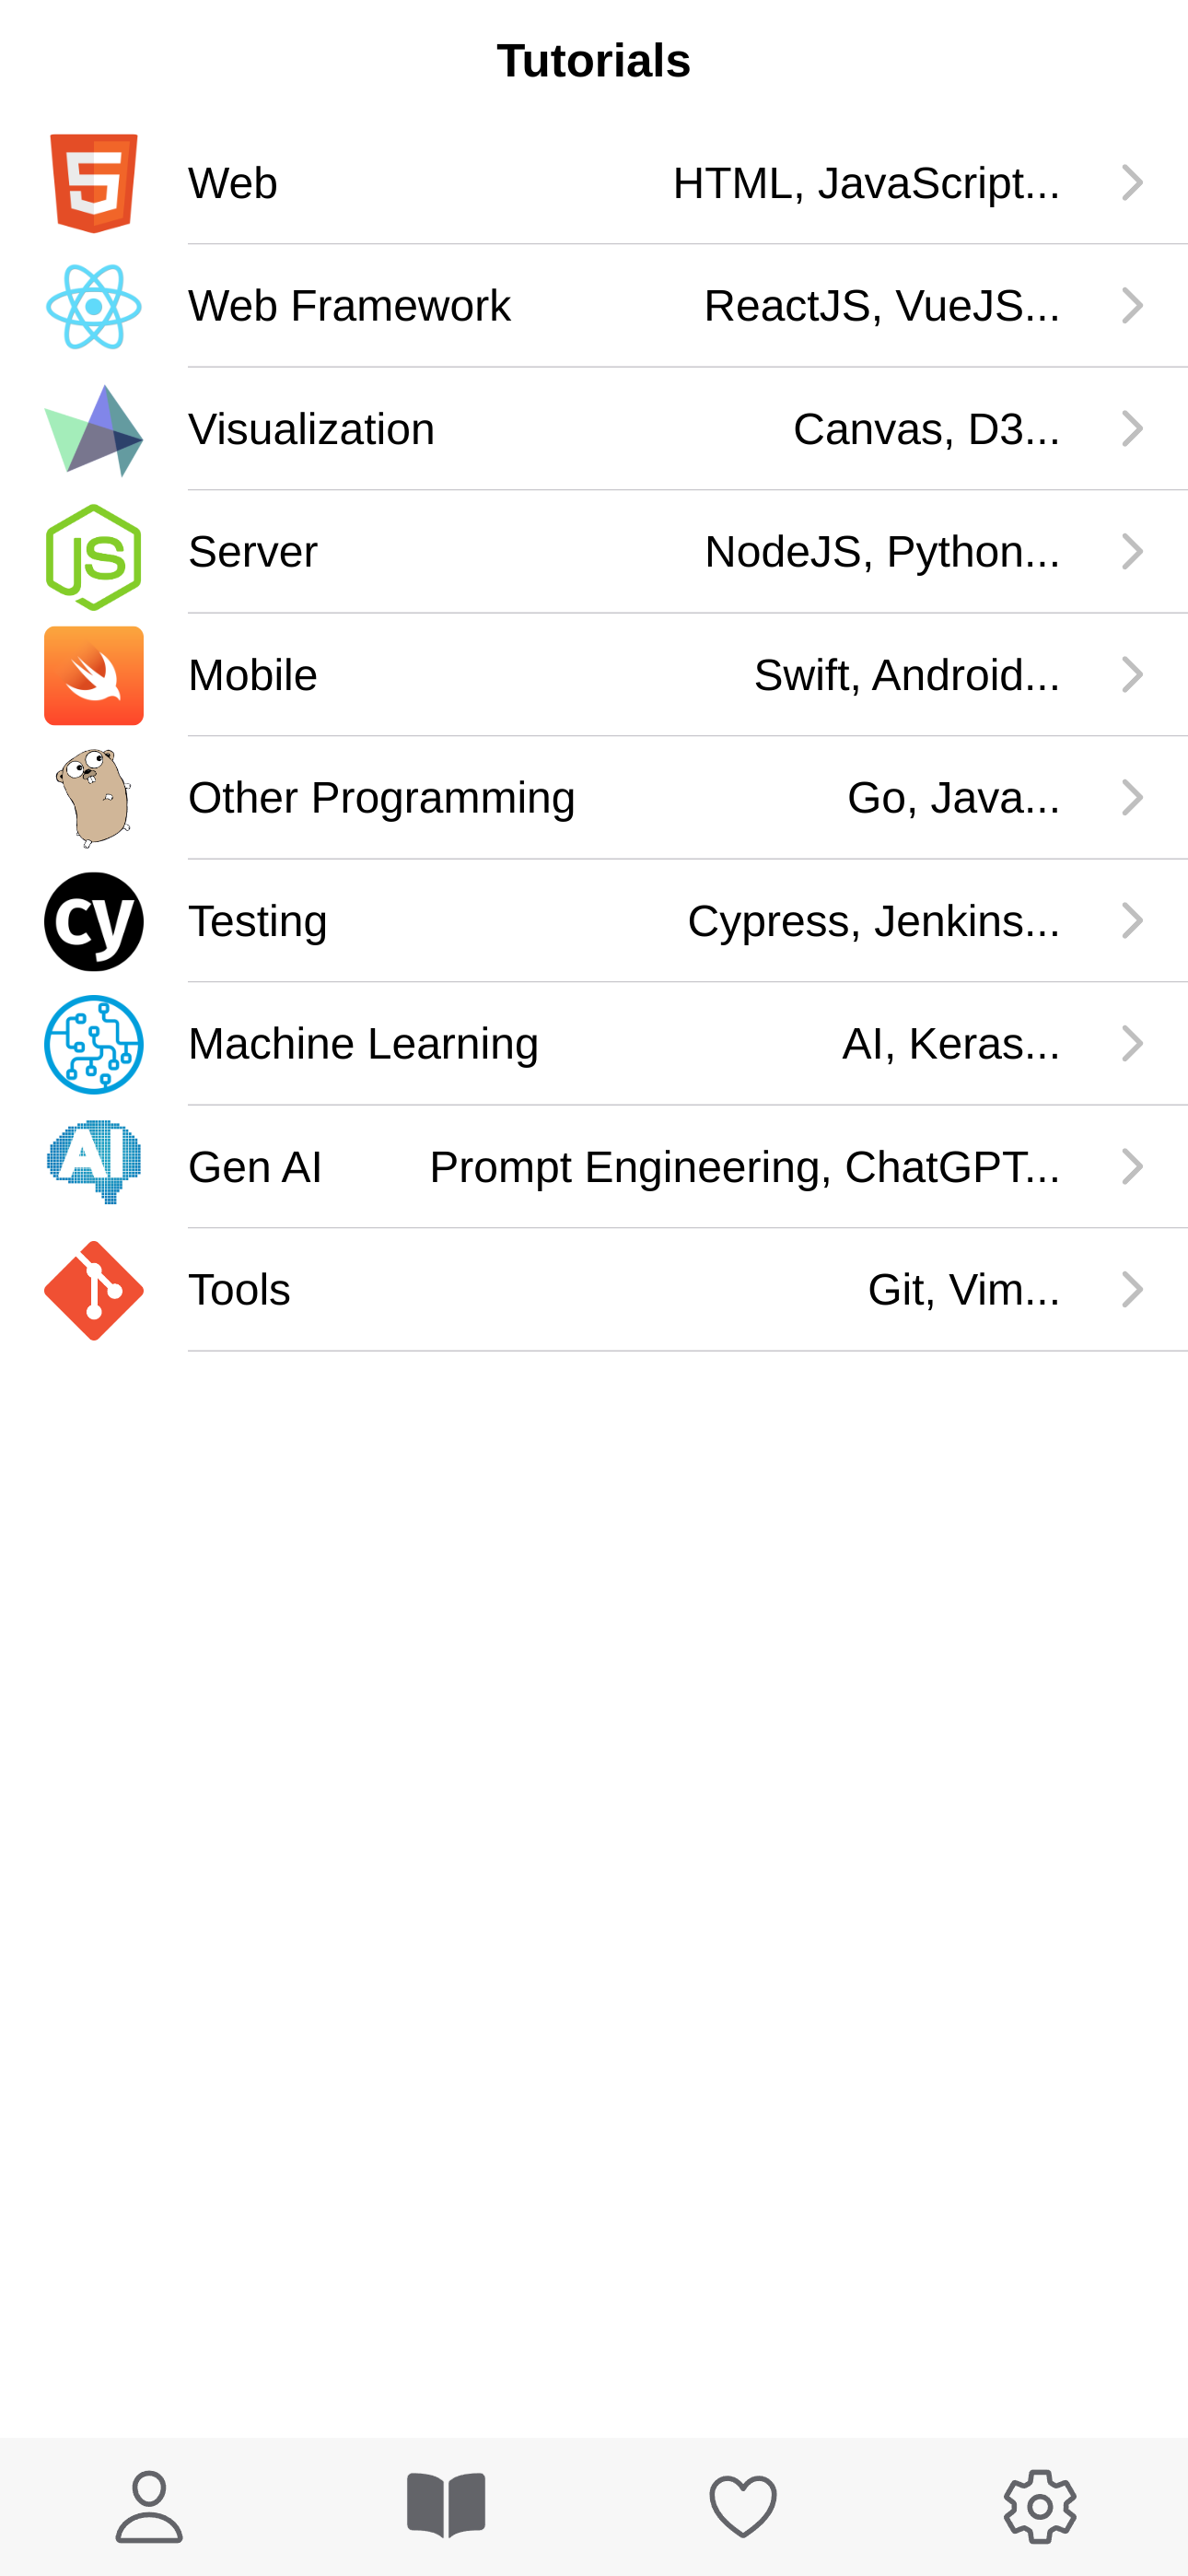 Tutorials
Web HTML, JavaScript...
Web Framework ReactJS, VueJS...
Visualization Canvas, D3...
JS Server NodeJS, Python...
Mobile Swift, Android...
Other Programming Go, Java...
cy Testing Cypress, Jenkins...
Machine Learning AI, Keras...
AI Gen AI Prompt Engineering, ChatGPT...
Tools Git, Vim...